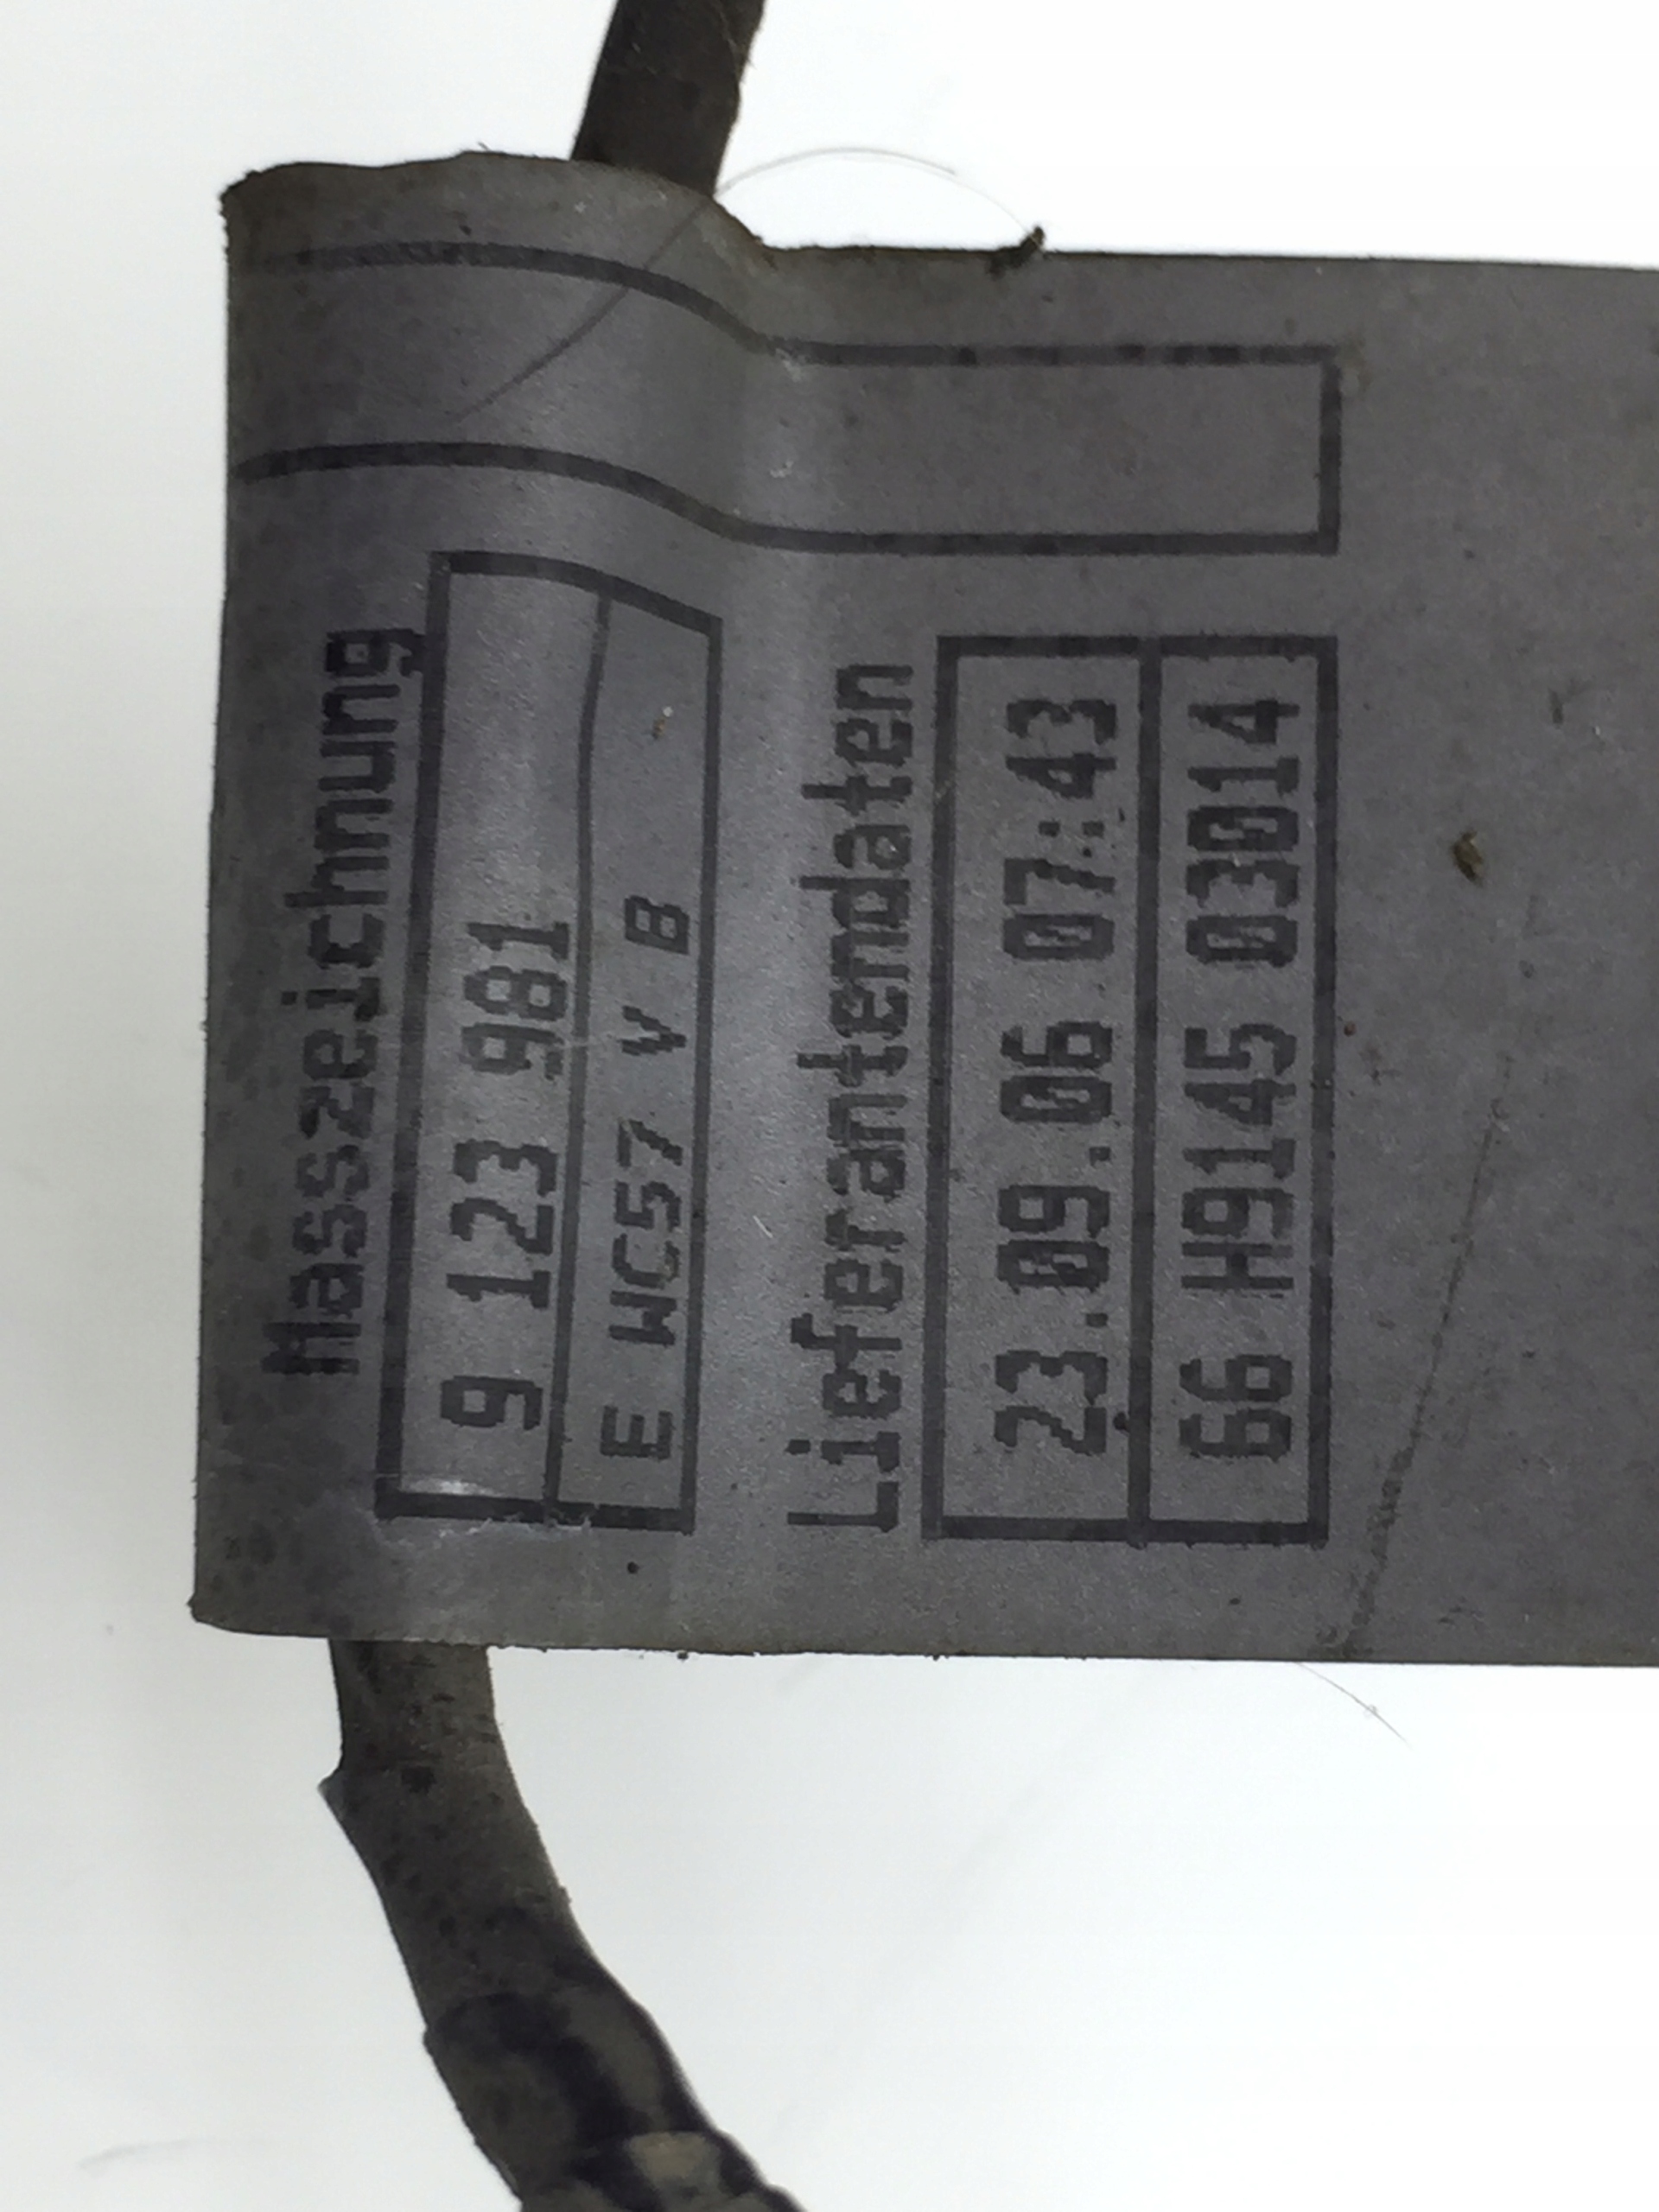 Masszeichnung
9 123 981
E WC57 V B
Lieferantendaten
23.09.06 07:43
66 H9145 03014